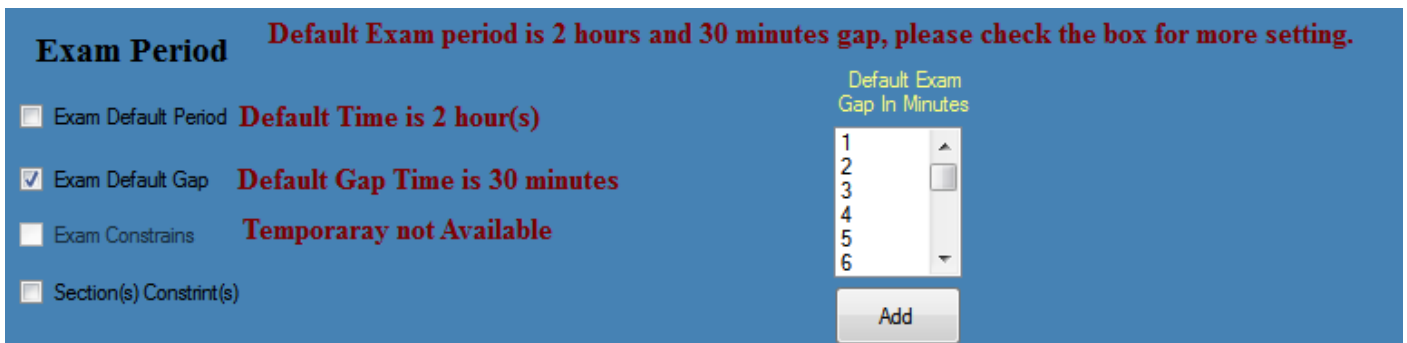 Default Exam period is 2 hours and 30 minutes gap, please check the box for more setting.
Exam Period
Default Exam
Gap In Minutes
Exam Default Period Default Time is 2 hour(s)
1
2
3
4
5
6
Exam Default Gap Default Gap Time is 30 minutes
Exam Constrains Temporaray not Available
Section(s) Constrint(s)
Add